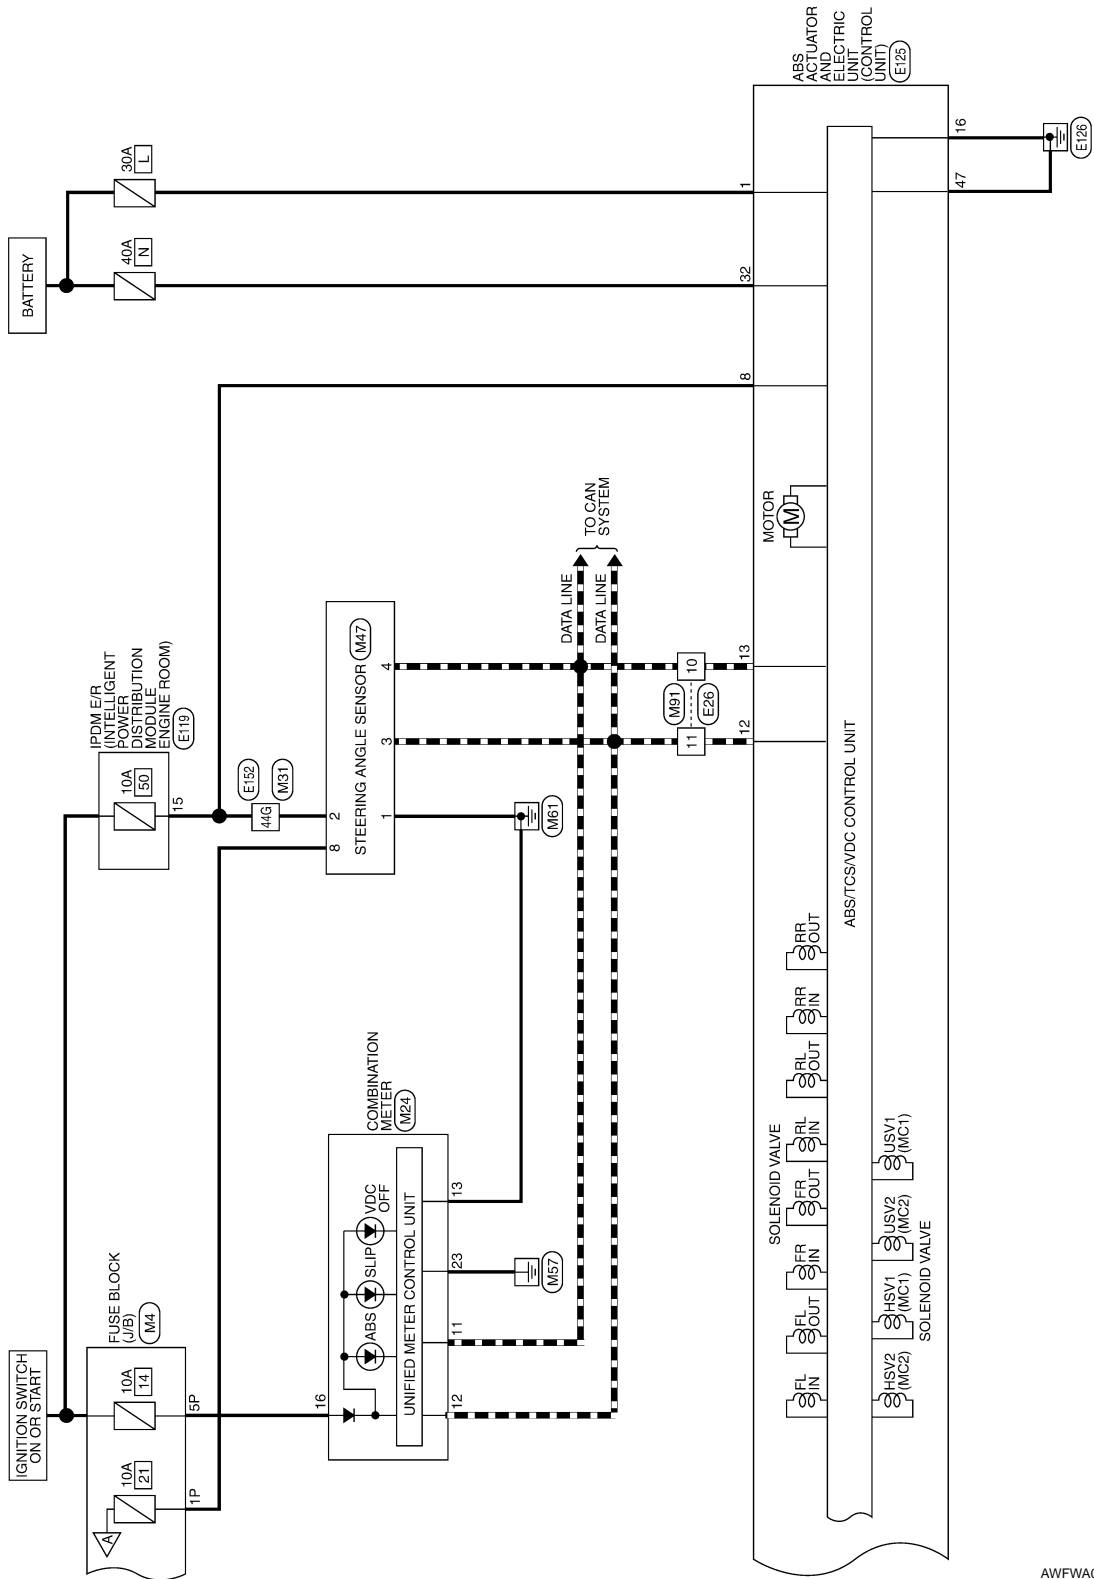 BATTERY
40A
N
30A
L
ABS
ACTUATOR
AND
ELECTRIC
UNIT
(CONTROL
UNIT)
E125
32
1
8
16
47
E126
IGNITION SWITCH
ON OR START
FUSE BLOCK
(J/B)
M4
A
10A
21
10A
14
1P
5P
IPDM E/R
(INTELLIGENT
POWER
DISTRIBUTION
MODULE
ENGINE ROOM)
E119
10A
50
15
E152
M31
44G
8
2
STEERING ANGLE SENSOR
M47
1
3
4
M61
COMBINATION
METER
M24
16
ABS
SLIP
VDC
OFF
UNIFIED METER CONTROL UNIT
12
11
23
13
M57
DATA LINE
DATA LINE
TO CAN
SYSTEM
11
10
M91
E26
12
13
MOTOR
M
SOLENOID VALVE
FL
IN
FL
OUT
FR
IN
FR
OUT
RL
IN
RL
OUT
RR
IN
RR
OUT
ABS/TCS/VDC CONTROL UNIT
HSV2
(MC2)
HSV1
(MC1)
USV2
(MC2)
USV1
(MC1)
SOLENOID VALVE